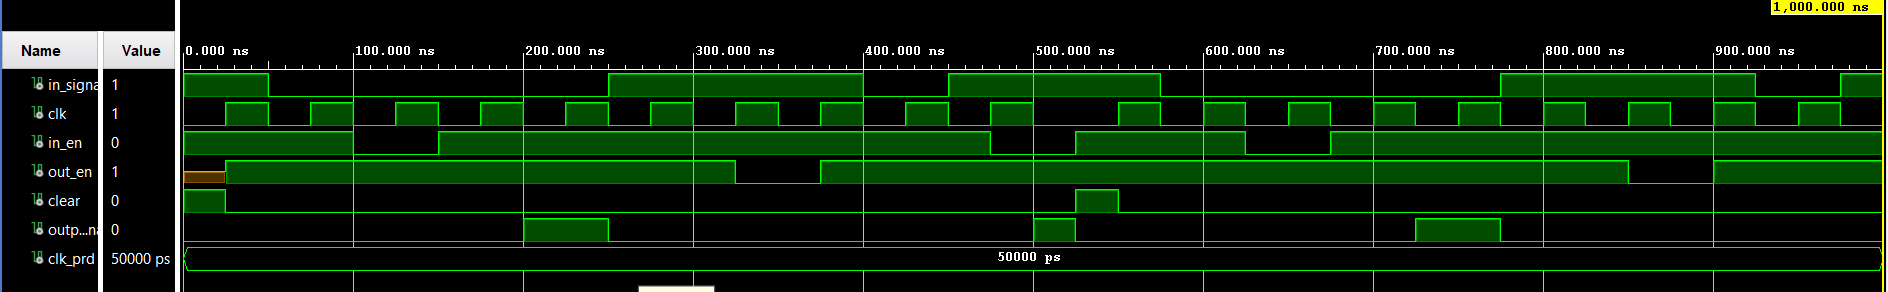 1,000.000 ns
Name Value 0.000 ns 100.000 ns 200.000 ns 300.000 ns 400.000 ns 500.000 ns 600.000 ns 700.000 ns 800.000 ns 900.000 ns
in_signa 1
clk 1
in_en 0
out_en 1
clear 0
outp...na 0
clk_prd 50000 ps 50000 ps